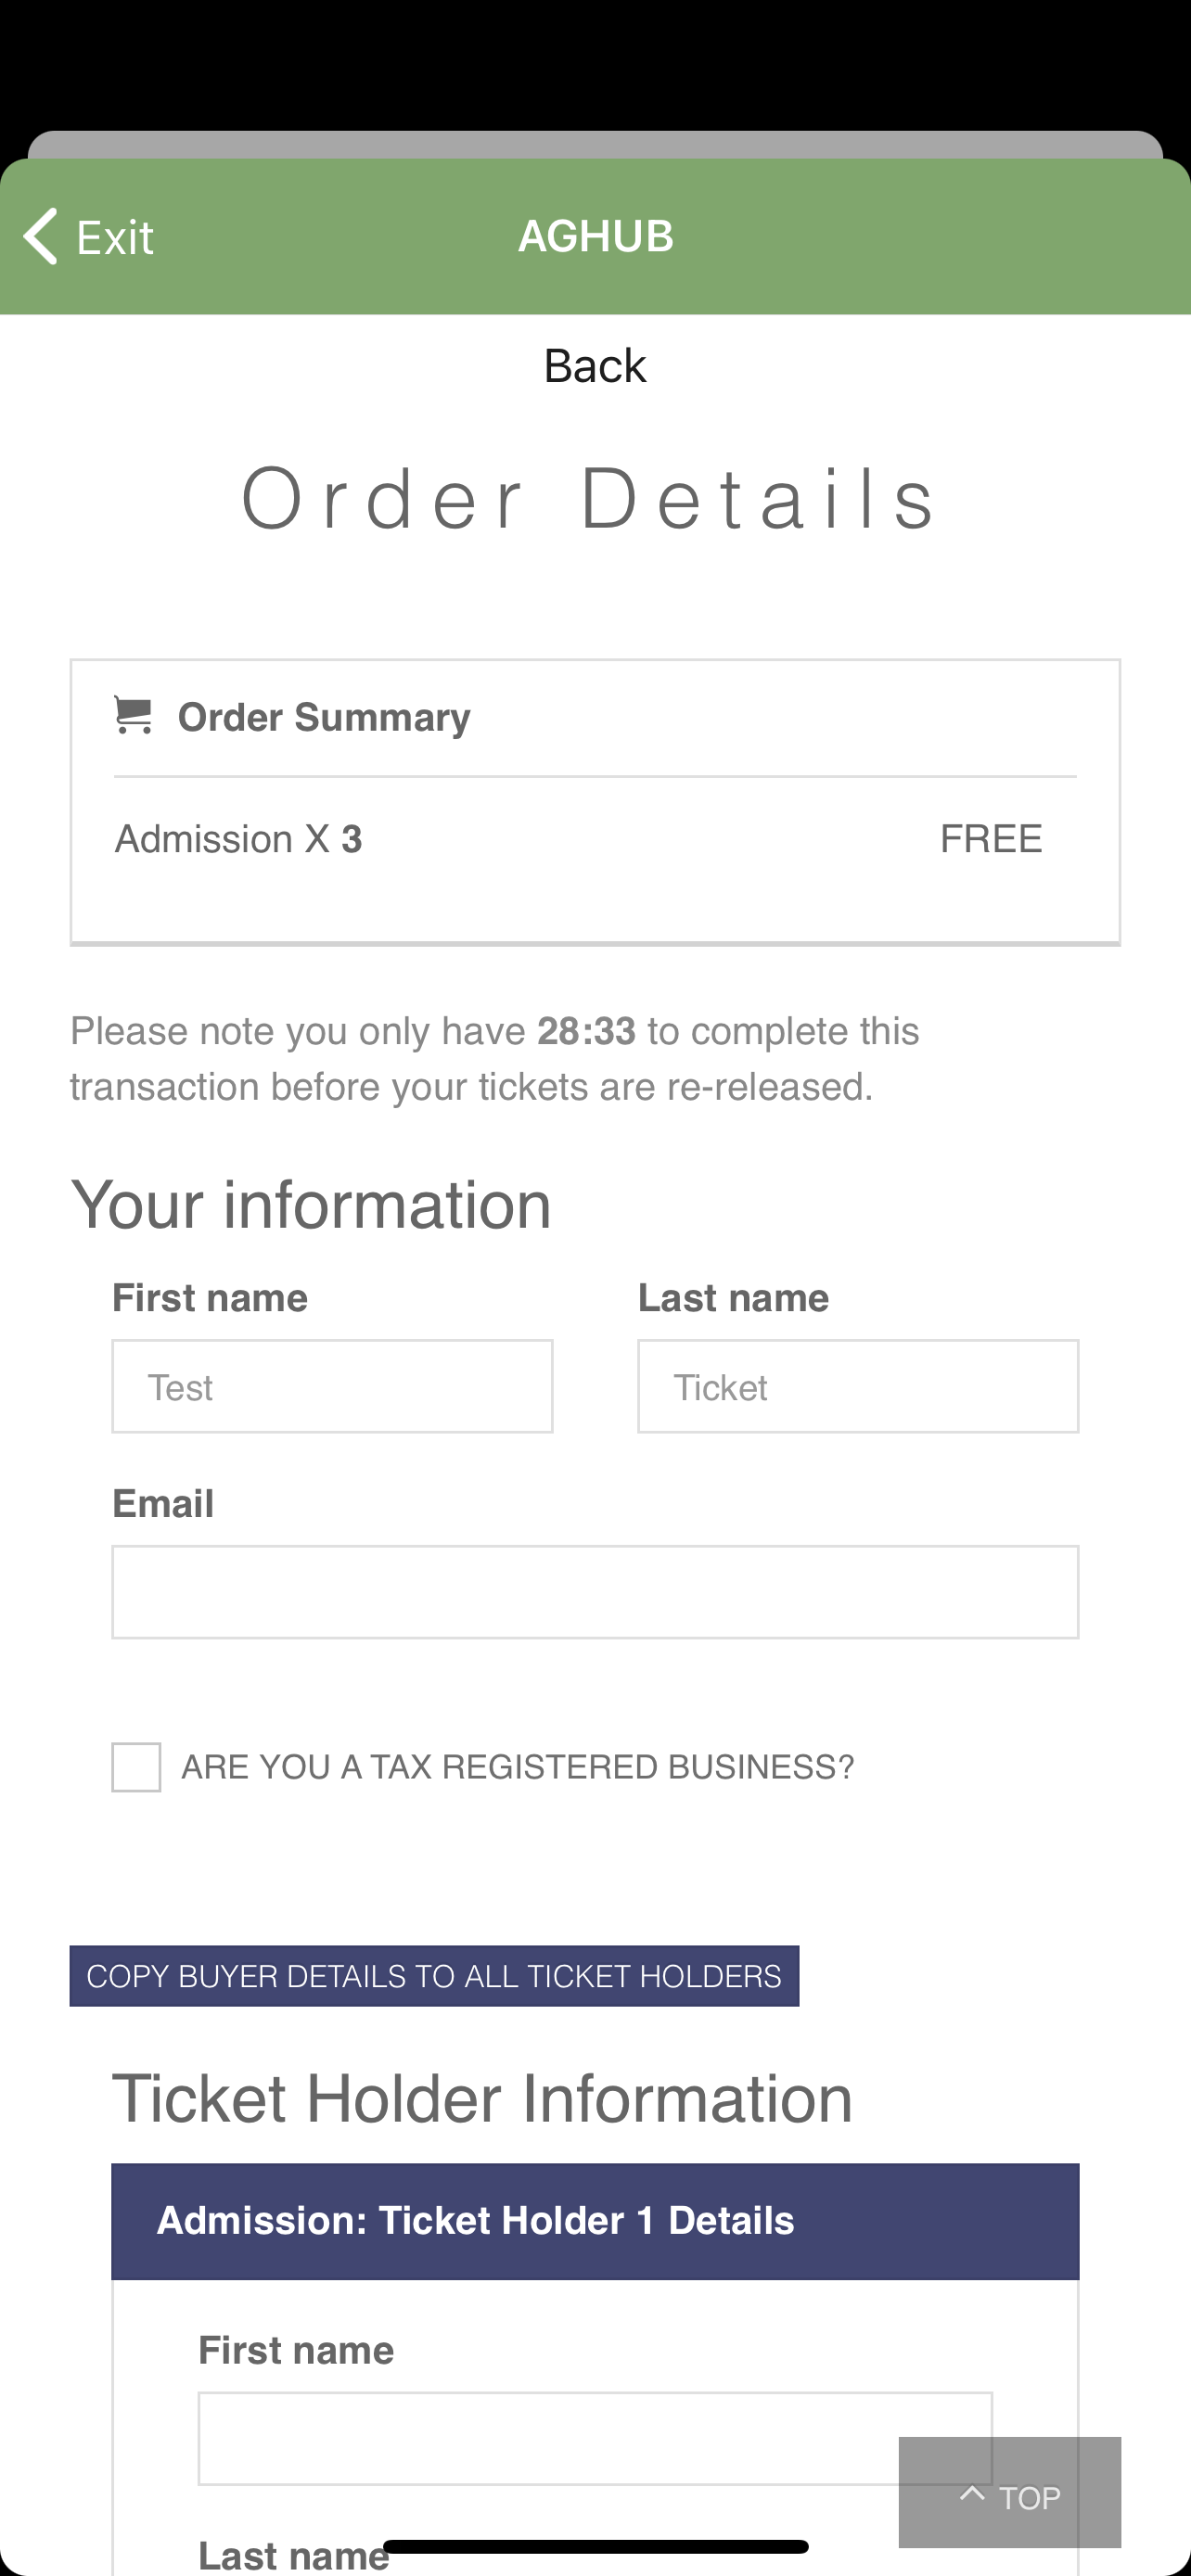 Exit
AGHUB
Back
Order Details
Order Summary
Admission X 3
FREE
Please note you only have 28:33 to complete this
transaction before your tickets are re-released.
Your information
First name
Last name
Test
Ticket
Email
ARE YOU A TAX REGISTERED BUSINESS?
COPY BUYER DETAILS TO ALL TICKET HOLDERS
Ticket Holder Information
Admission: Ticket Holder 1 Details
First name
TOP
Last name